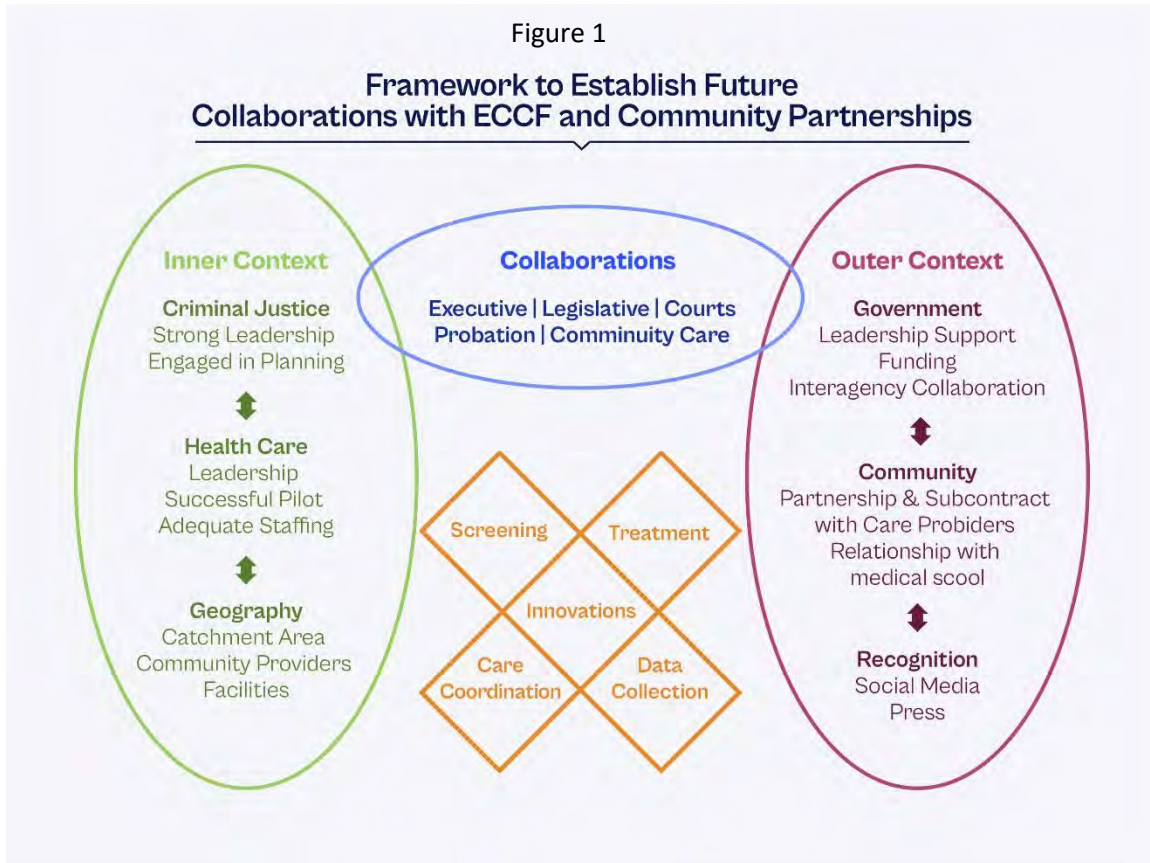 Figure 1
Framework to Establish Future
Collaborations with ECCF and Community Partnerships
Inner Context
Criminal Justice
Strong Leadership
Engaged in Planning
Health Care
Leadership
Successful Pilot
Adequate Staffing
Geography
Catchment Area
Community Providers
Facilities
Collaborations
Executive | Legislative | Courts
Probation | Comminuity Care
Screening
Treatment
Innovations
Care
Coordination
Data
Collection
Outer Context
Government
Leadership Support
Funding
Interagency Collaboration
Community
Partnership & Subcontract
with Care Probiders
Relationship with
medical scool
Recognition
Social Media
Press